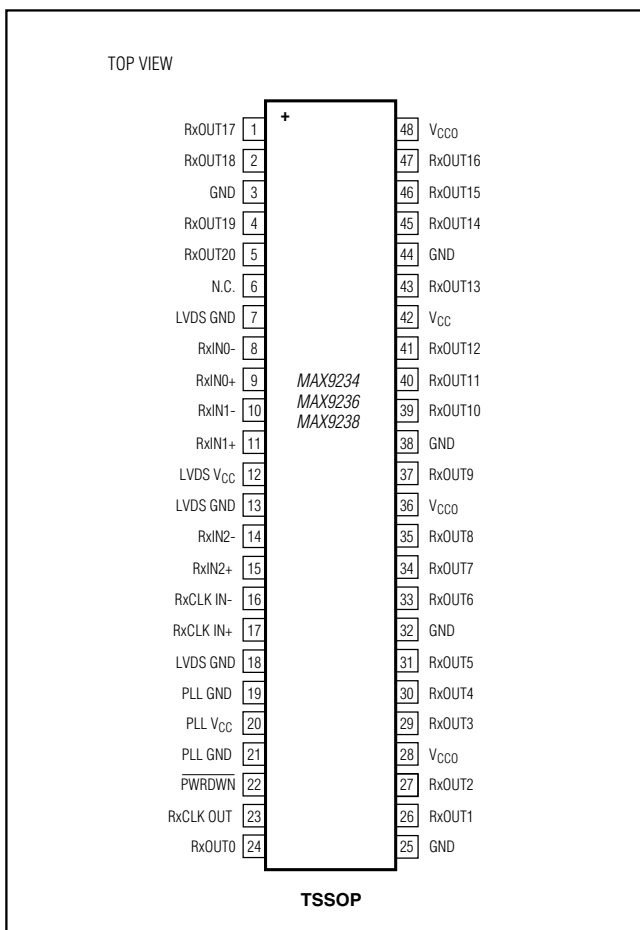 TOP VIEW
+
RxOUT17 1 48 VCCO
RxOUT18 2 47 RxOUT16
GND 3 46 RxOUT15
RxOUT19 4 45 RxOUT14
RxOUT20 5 44 GND
N.C. 6 43 RxOUT13
LVDS GND 7 42 VCC
RxIN0- 8 41 RxOUT12
RxIN0+ 9 MAX9234 40 RxOUT11
MAX9236
RxIN1- 10 MAX9238 39 RxOUT10
RxIN1+ 11 38 GND
LVDS VCC 12 37 RxOUT9
LVDS GND 13 36 VCCO
RxIN2- 14 35 RxOUT8
RxIN2+ 15 34 RxOUT7
RxCLK IN- 16 33 RxOUT6
RxCLK IN+ 17 32 GND
LVDS GND 18 31 RxOUT5
PLL GND 19 30 RxOUT4
PLL VCC 20 29 RxOUT3
PLL GND 21 28 VCCO
PWRDWN 22 27 RxOUT2
RxCLK OUT 23 26 RxOUT1
RxOUT0 24 25 GND
TSSOP